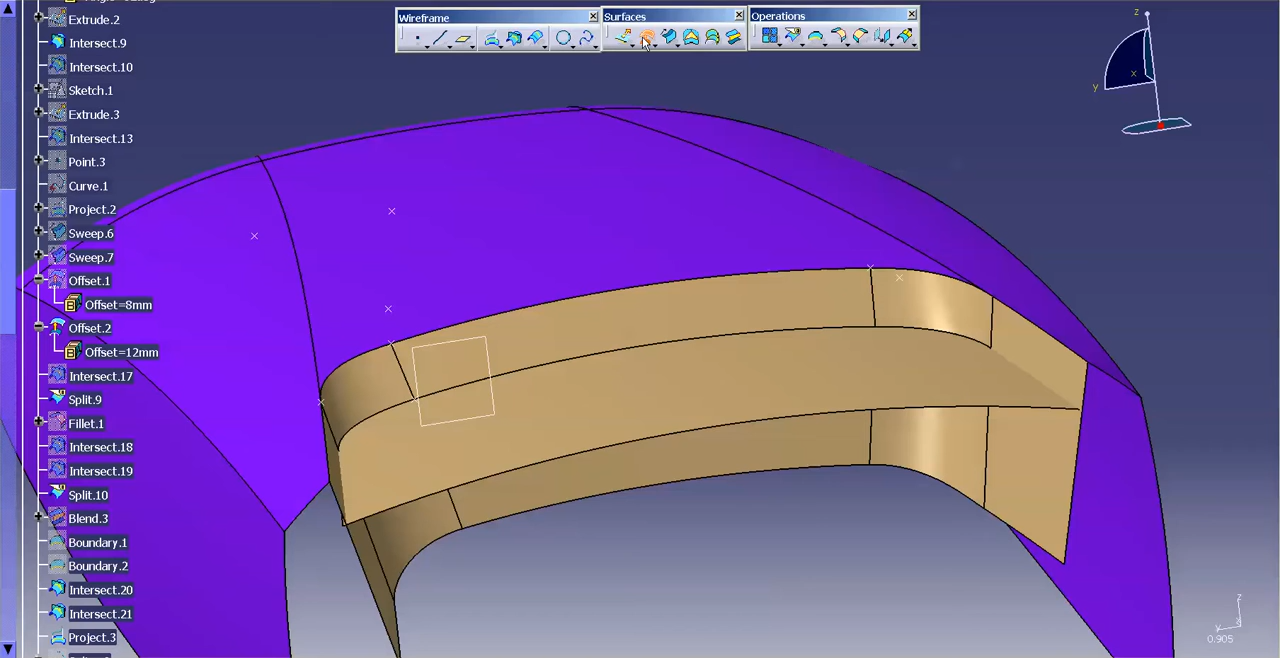 Wireframe
Surfaces
Operations
Extrude.2
Intersect.9
Intersect.10
Sketch.1
Extrude.3
Intersect.13
Point.3
Curve.1
Project.2
Sweep.6
Sweep.7
Offset.1
Offset=8mm
Offset.2
Offset=12mm
Intersect.17
Split.9
Fillet.1
Intersect.18
Intersect.19
Split.10
Blend.3
Boundary.1
Boundary.2
Intersect.20
Intersect.21
Project.3
z
x
y
z
y
x
0.905